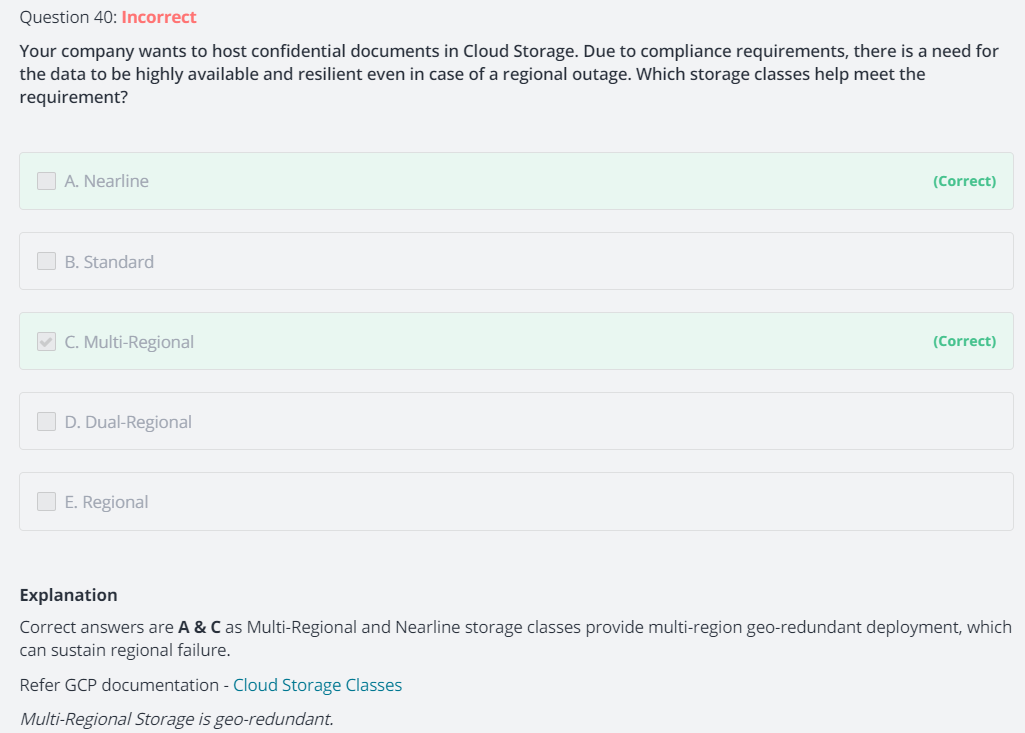 Question 40: Incorrect
Your company wants to host confidential documents in Cloud Storage. Due to compliance requirements, there is a need for
the data to be highly available and resilient even in case of a regional outage. Which storage classes help meet the
requirement?
A. Nearline (Correct)
B. Standard
C. Multi-Regional (Correct)
D. Dual-Regional
E. Regional
Explanation
Correct answers are A & C as Multi-Regional and Nearline storage classes provide multi-region geo-redundant deployment, which
can sustain regional failure.
Refer GCP documentation - Cloud Storage Classes
Multi-Regional Storage is geo-redundant.